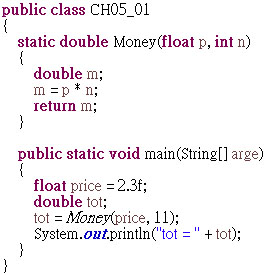 public class CH05_01
{
static double Money(float p, int n)
{
double m;
m = p * n;
return m;
}
public static void main(String[] arge)
{
float price = 2.3f;
double tot;
tot = Money(price, 11);
System.out.println("tot = " + tot);
}
}